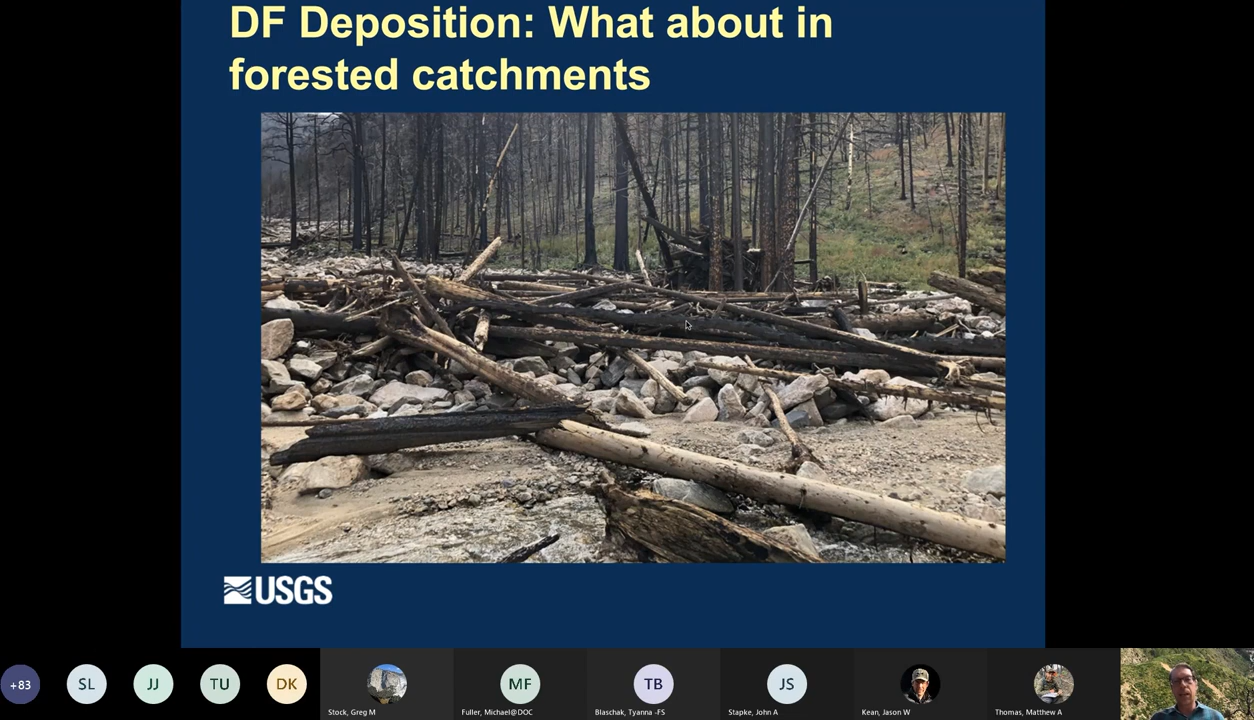 DF Deposition: What about in
forested catchments
USGS
+83
SL
JJ
TU
DK
MF
TB
JS
Stock, Greg M
Fuller, Michael@DOC
Blaschak, Tyanna -FS
Stapke, John A
Kean, Jason W
Thomas, Matthew A